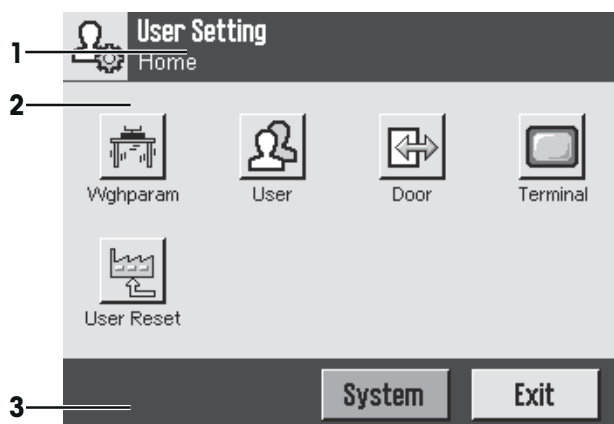 User Setting
1 Home
2
Wghparam User Door Terminal
User Reset
3 System Exit